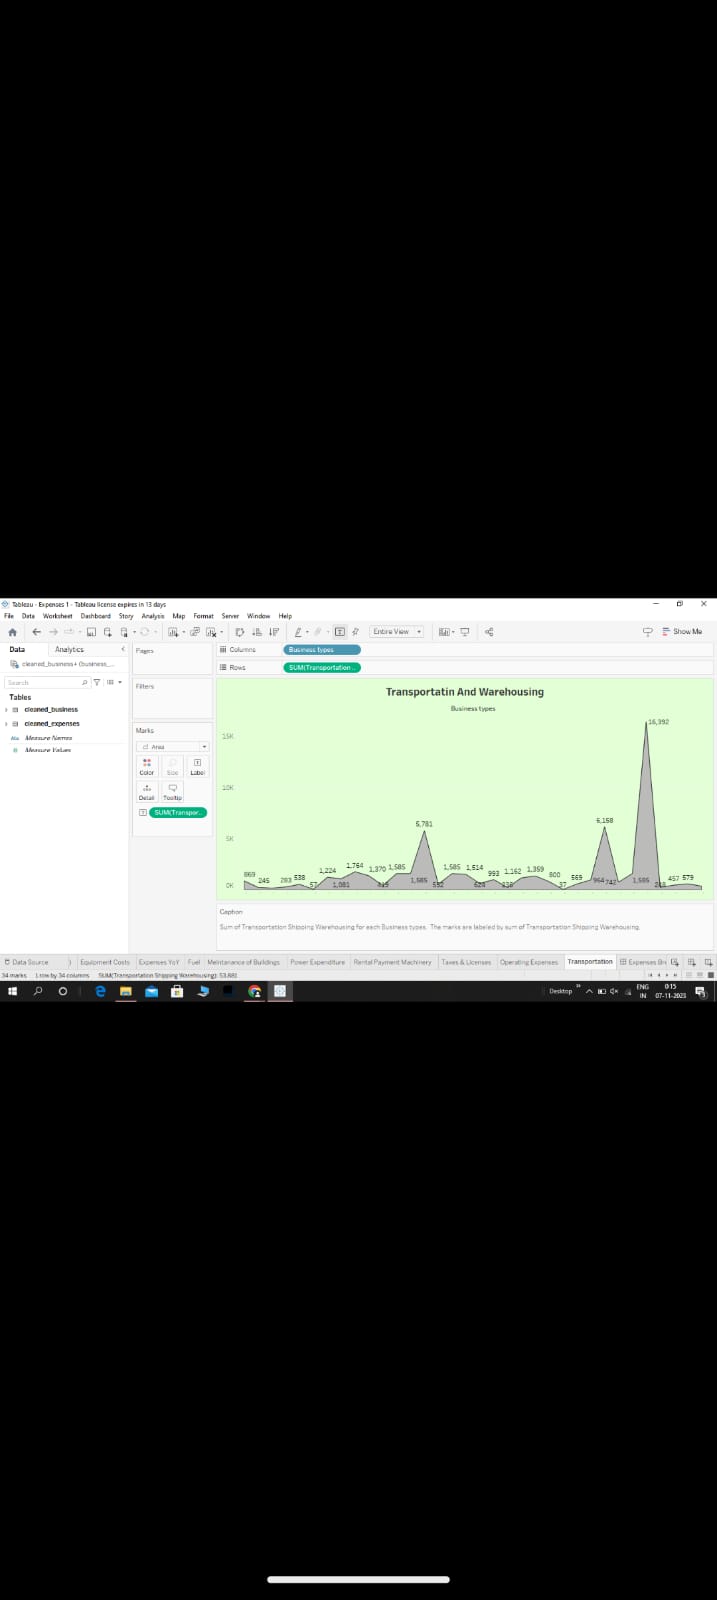 Tableau - Expenses 1 - Tableau license expires in 13 days
File Data Worksheet Dashboard Story Analysis Map Format Server Window Help
Entire View
Show Me
Data Analytics
Pages
Columns Business types
cleaned_business+ (business_...
Rows SUM(Transportation ..
Search
Filters
Tables
cleaned_business
cleaned_expenses
Abc Measure Names
# Measure Values
Marks
Area
Color Size Label
Detail Tooltip
SUM(Transpor..
Transportatin And Warehousing
Business types
15K
10K
5K
0K
869 245 283 538 57 1,224 1,081 1,764 1,370 419 1,585 1,585 5,781 552 1,585 1,514 624 993 1,162 1,359 800 37 569 964 6,158 742 1,585 16,392 457 579
Caption
Sum of Transportation Shipping Warehousing for each Business types. The marks are labeled by sum of Transportation Shipping Warehousing.
Data Source Equipment Costs Expenses YoY Fuel Meintanance of Buildings Power Expenditure Rental Payment Machinery Taxes & Licenses Operating Expenses Transportation Expenses Bre
34 marks 1 row by 34 columns SUM(Transportation Shipping Warehousing): 53,681
Desktop
ENG
IN
0:15
07-11-2023